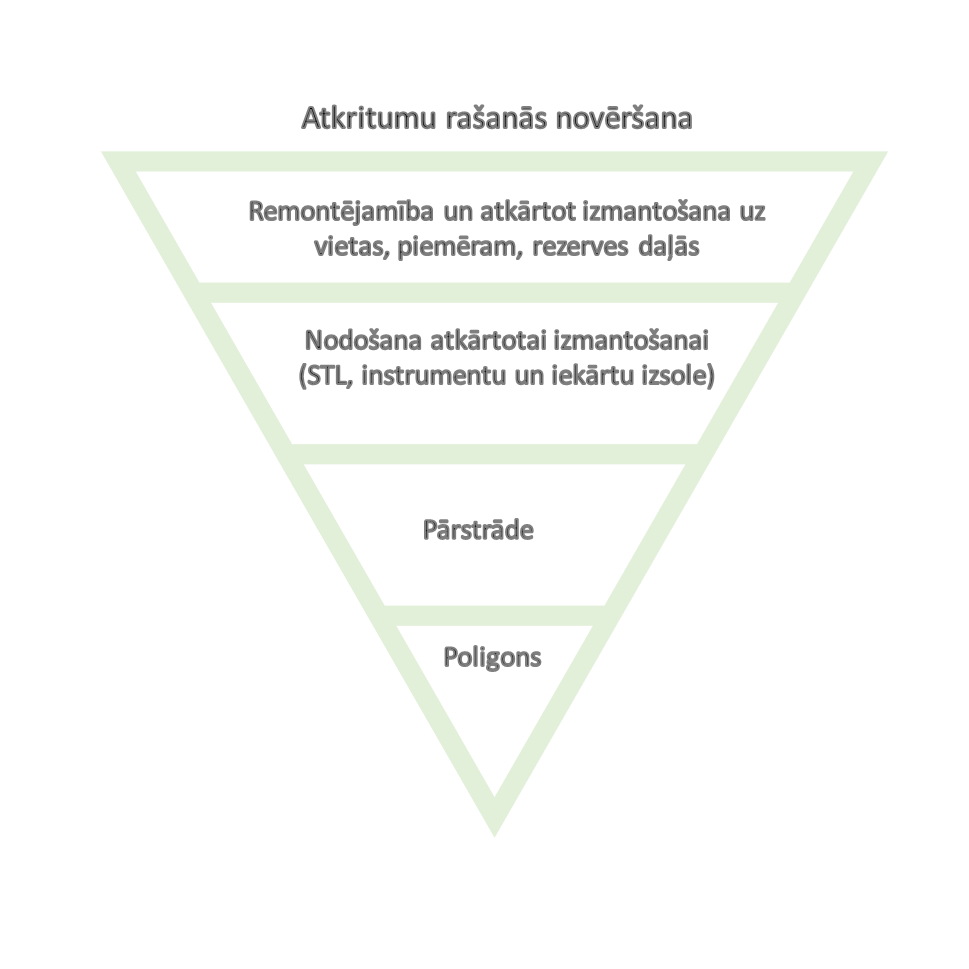 Atkritumu rašanās novēršana
Remontējamība un atkārtot izmantošana uz
vietas, piemēram, rezerves daļās
Nodošana atkārtotai izmantošanai
(STL, instrumentu un iekārtu izsole)
Pārstrāde
Poligons